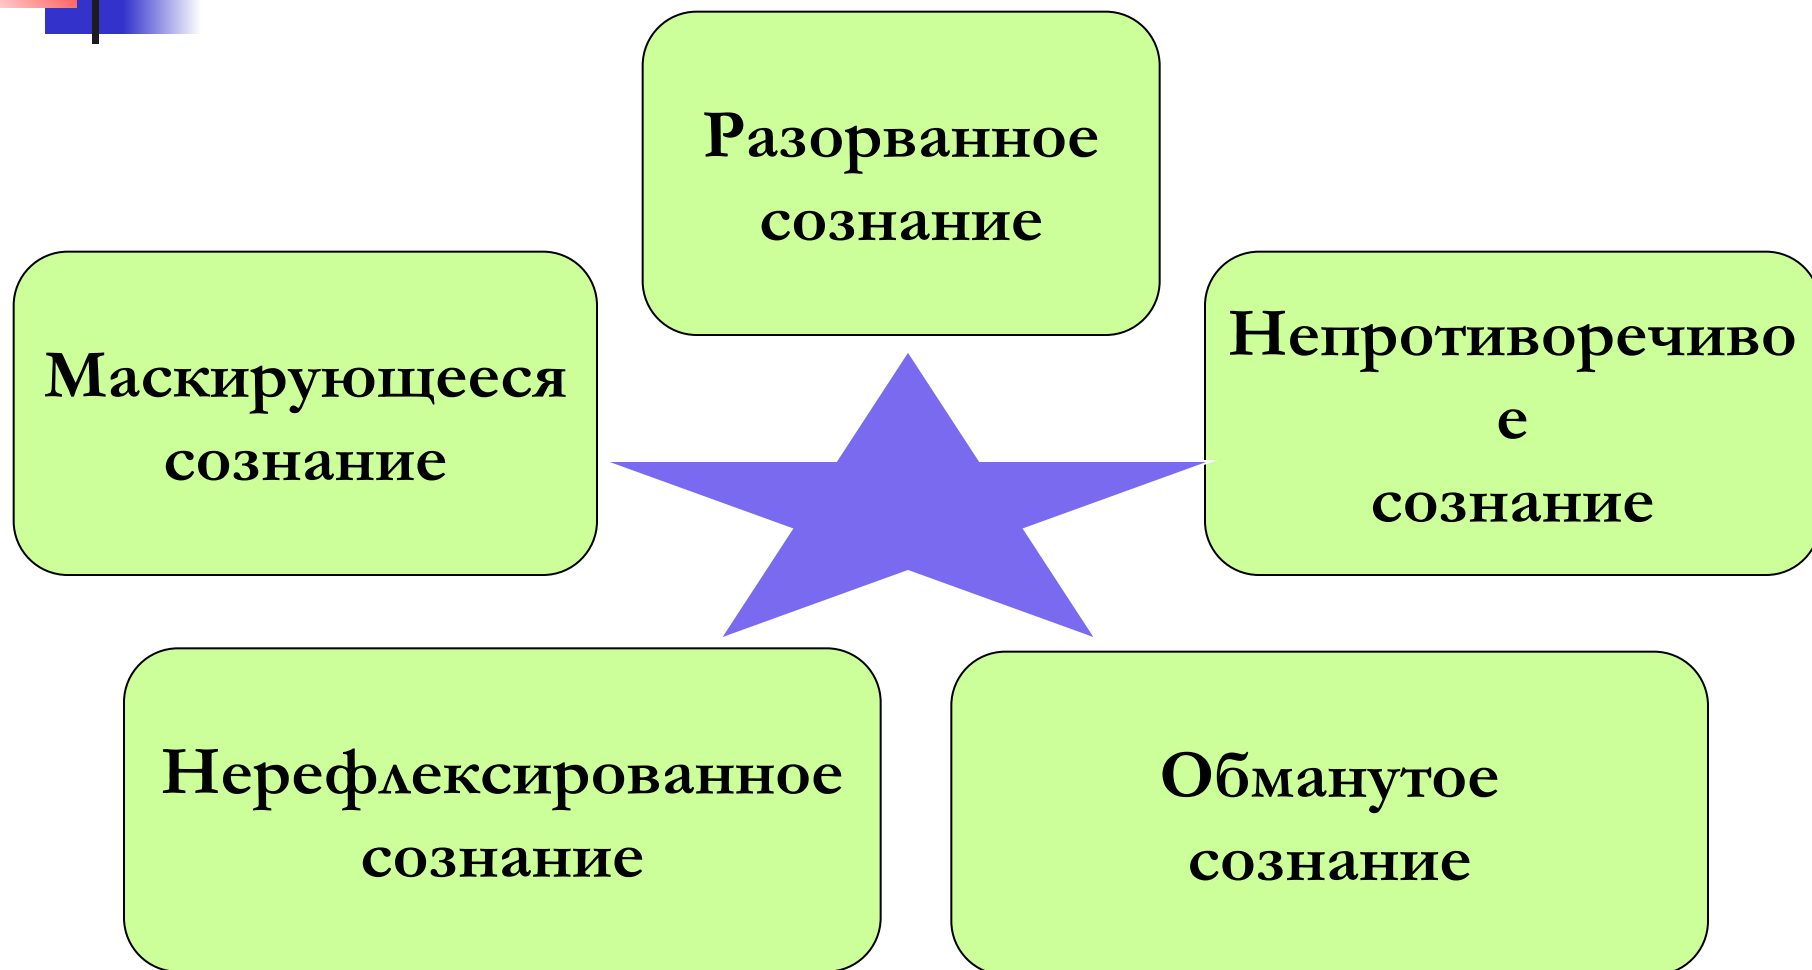 Разорванное
сознание
Маскирующееся
сознание
Непротиворечиво
е
сознание
Нерефлексированное
сознание
Обманутое
сознание